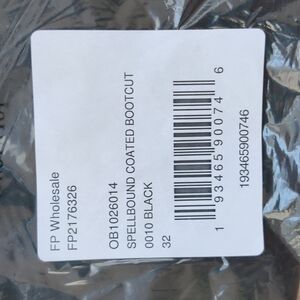 FP Wholesale
FP2176326
OB1026014
SPELLBOUND COATED BOOTCUT
0010 BLACK
32
1 93465 90074 6
193465900746